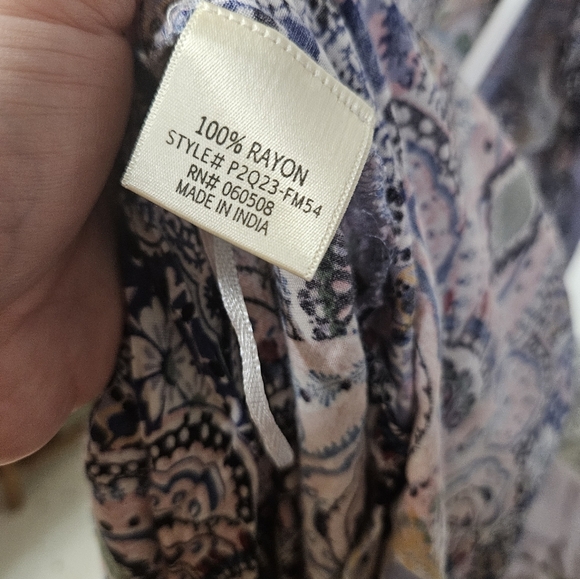 100% RAYON
STYLE# P2Q23-FM54
RN# 060508
MADE IN INDIA